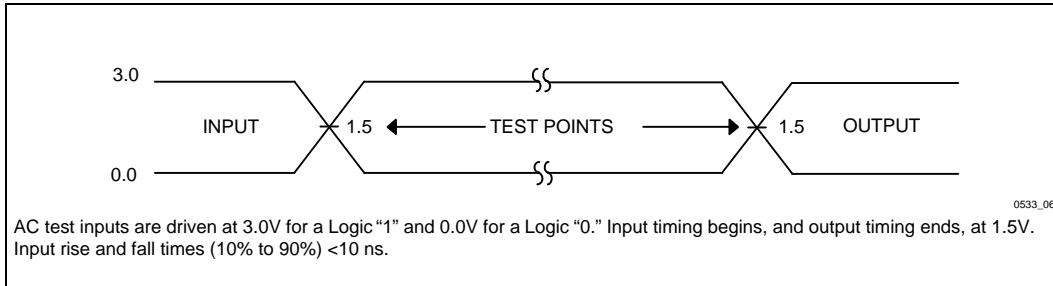 3.0
INPUT 1.5 TEST POINTS 1.5 OUTPUT
0.0
0533_06
AC test inputs are driven at 3.0V for a Logic “1” and 0.0V for a Logic “0.” Input timing begins, and output timing ends, at 1.5V.
Input rise and fall times (10% to 90%) <10 ns.